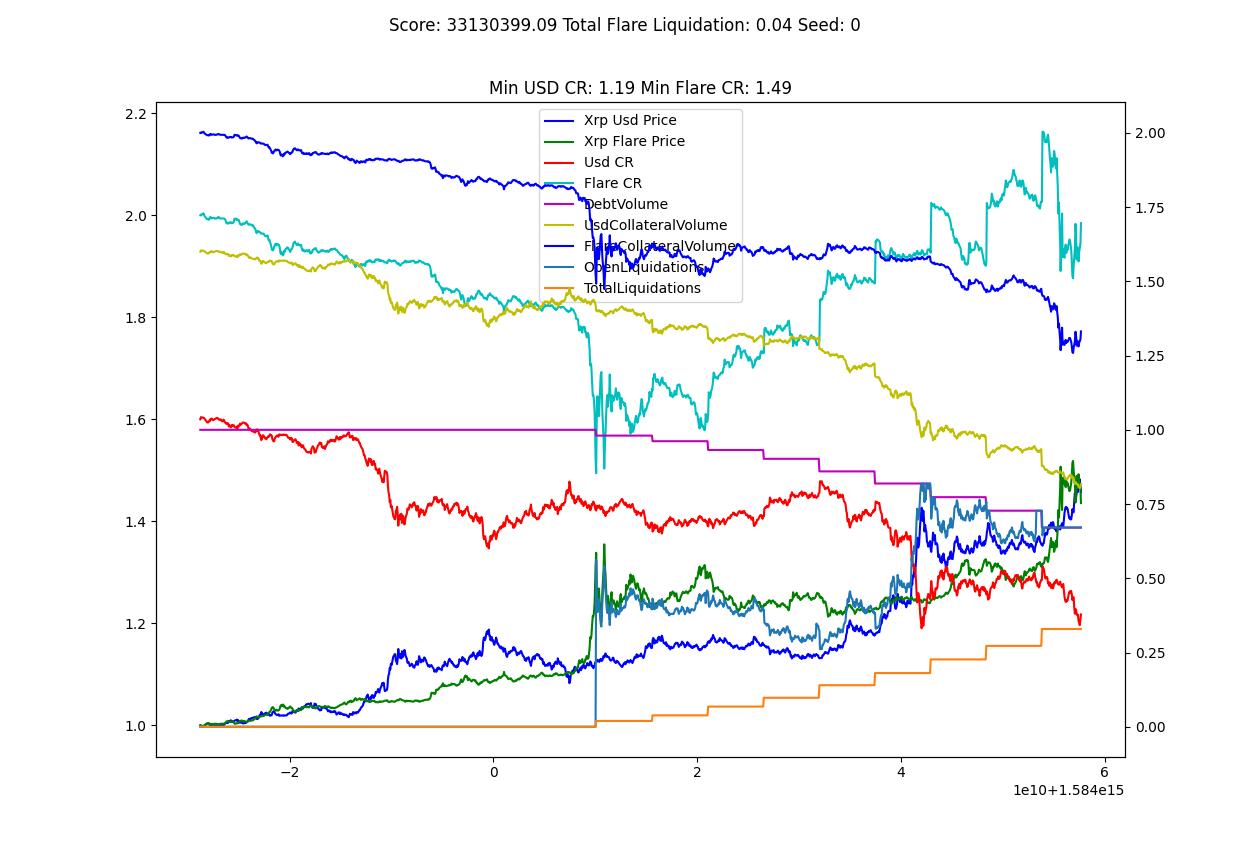 Score: 33130399.09 Total Flare Liquidation: 0.04 Seed: 0
Min USD CR: 1.19 Min Flare CR: 1.49
2.2
2.0
1.8
1.6
1.4
1.2
1.0
Xrp Usd Price
Xrp Flare Price
Usd CR
Flare CR
DebtVolume
UsdCollateralVolume
FlareCollateralVolume
OpenLiquidations
TotalLiquidations
2.00
1.75
1.50
1.25
1.00
0.75
0.50
0.25
0.00
−2 0 2 4 6
1e10+1.584e15